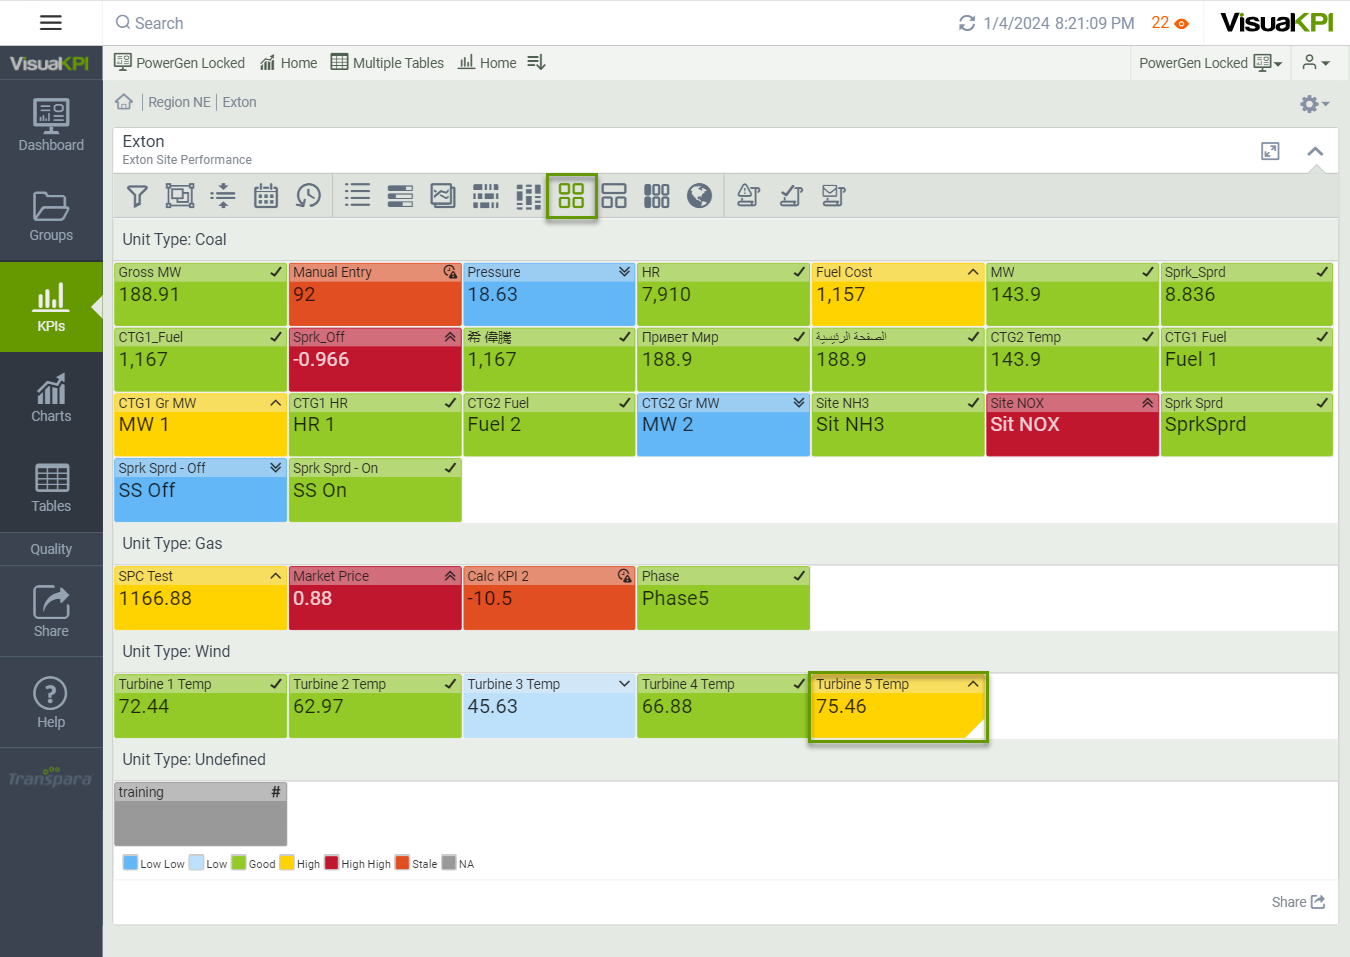 Search
1/4/2024 8:21:09 PM
22
VisualKPI
VisualKPI
PowerGen Locked
Home
Multiple Tables
Home
PowerGen Locked
Region NE
Exton
Dashboard
Groups
KPIs
Charts
Tables
Quality
Share
Help
Transpara
Exton
Exton Site Performance
Unit Type: Coal
Gross MW
188.91
Manual Entry
92
Pressure
18.63
HR
7,910
Fuel Cost
1,157
MW
143.9
Sprk_Sprd
8.836
CTG1_Fuel
1,167
Sprk_Off
-0.966
希 偉騰
1,167
Привет Мир
188.9
الصفحة الرئيسية
188.9
CTG2 Temp
143.9
CTG1 Fuel
Fuel 1
CTG1 Gr MW
MW 1
CTG1 HR
HR 1
CTG2 Fuel
Fuel 2
CTG2 Gr MW
MW 2
Site NH3
Sit NH3
Site NOX
Sit NOX
Sprk Sprd
SprkSprd
Sprk Sprd - Off
SS Off
Sprk Sprd - On
SS On
Unit Type: Gas
SPC Test
1166.88
Market Price
0.88
Calc KPI 2
-10.5
Phase
Phase5
Unit Type: Wind
Turbine 1 Temp
72.44
Turbine 2 Temp
62.97
Turbine 3 Temp
45.63
Turbine 4 Temp
66.88
Turbine 5 Temp
75.46
Unit Type: Undefined
training
#
Low Low
Low
Good
High
High High
Stale
NA
Share